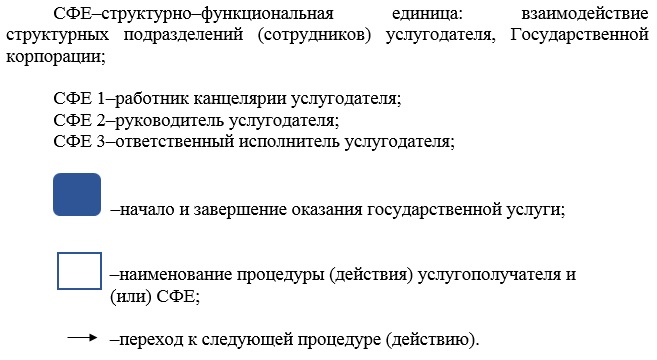 СФЕ–структурно–функциональная единица: взаимодействие
структурных подразделений (сотрудников) услугодателя, Государственной
корпорации;
СФЕ 1–работник канцелярии услугодателя;
СФЕ 2–руководитель услугодателя;
СФЕ 3–ответственный исполнитель услугодателя;
–начало и завершение оказания государственной услуги;
–наименование процедуры (действия) услугополучателя и
(или) СФЕ;
–переход к следующей процедуре (действию).